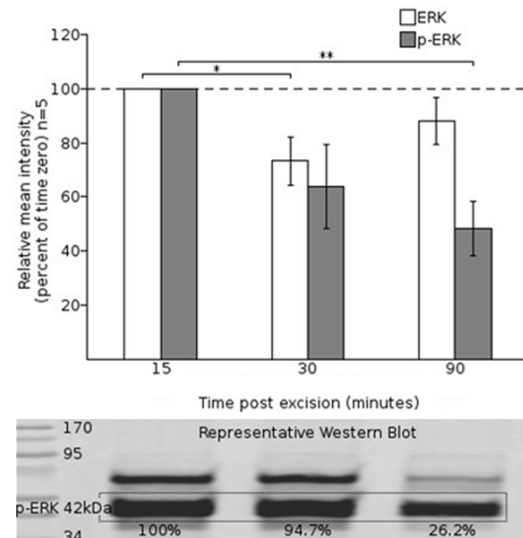 ERK
p-ERK
120
100
80
60
40
20
*
**
Relative mean intensity
(percent of time zero) n=5
15 30 90
Time post excision (minutes)
Representative Western Blot
170
95
p-ERK 42kDa
34
100% 94.7% 26.2%